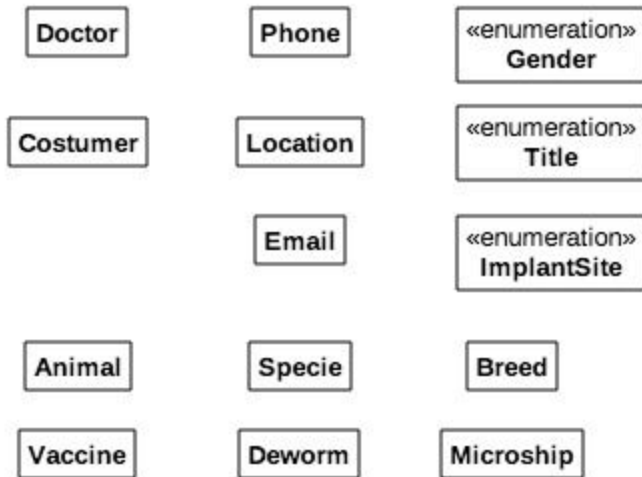 Doctor
Phone
«enumeration»
Gender
Costumer
Location
«enumeration»
Title
Email
«enumeration»
ImplantSite
Animal
Specie
Breed
Vaccine
Deworm
Microship